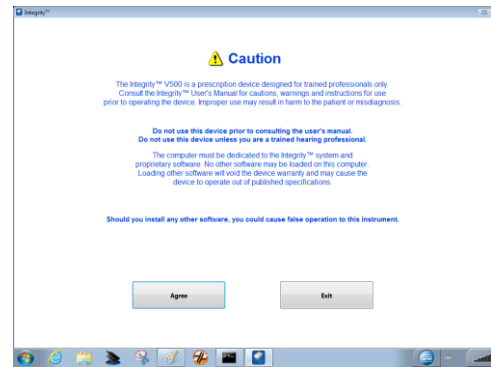 Integrity™
Caution
The Integrity™ V500 is a prescription device designed for trained professionals only.
Consult the Integrity™ User's Manual for cautions, warnings and instructions for use
prior to operating the device. Improper use may result in harm to the patient or misdiagnosis.
Do not use this device prior to consulting the user's manual.
Do not use this device unless you are a trained hearing professional.
The computer must be dedicated to the Integrity™ system and
proprietary software. No other software may be loaded on this computer.
Loading other software will void the device warranty and may cause the
device to operate out of published specifications.
Should you install any other software, you could cause false operation to this instrument.
Agree
Exit